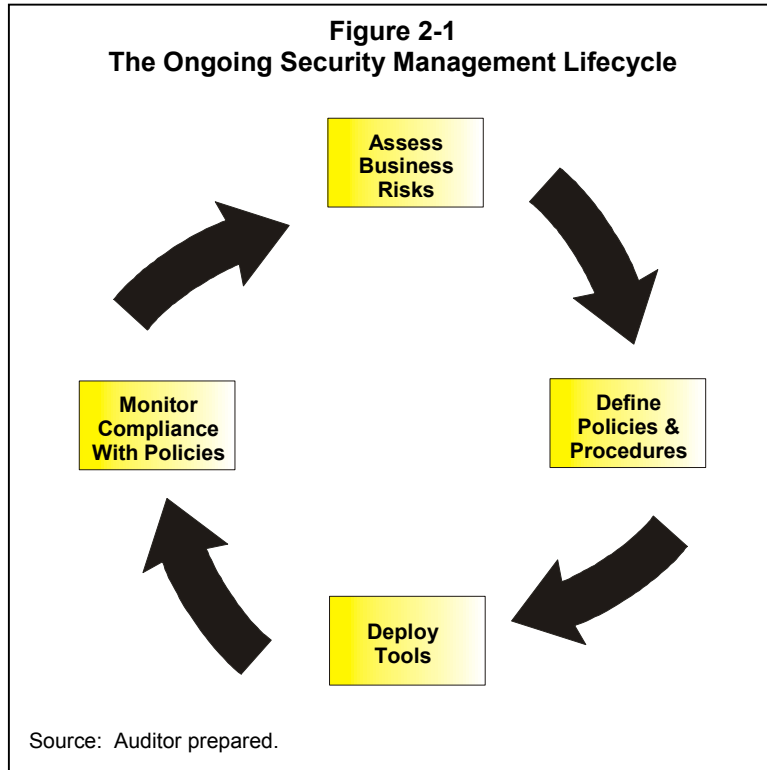 Figure 2-1
The Ongoing Security Management Lifecycle
Assess
Business
Risks
Define
Policies &
Procedures
Deploy
Tools
Monitor
Compliance
With Policies
Source: Auditor prepared.